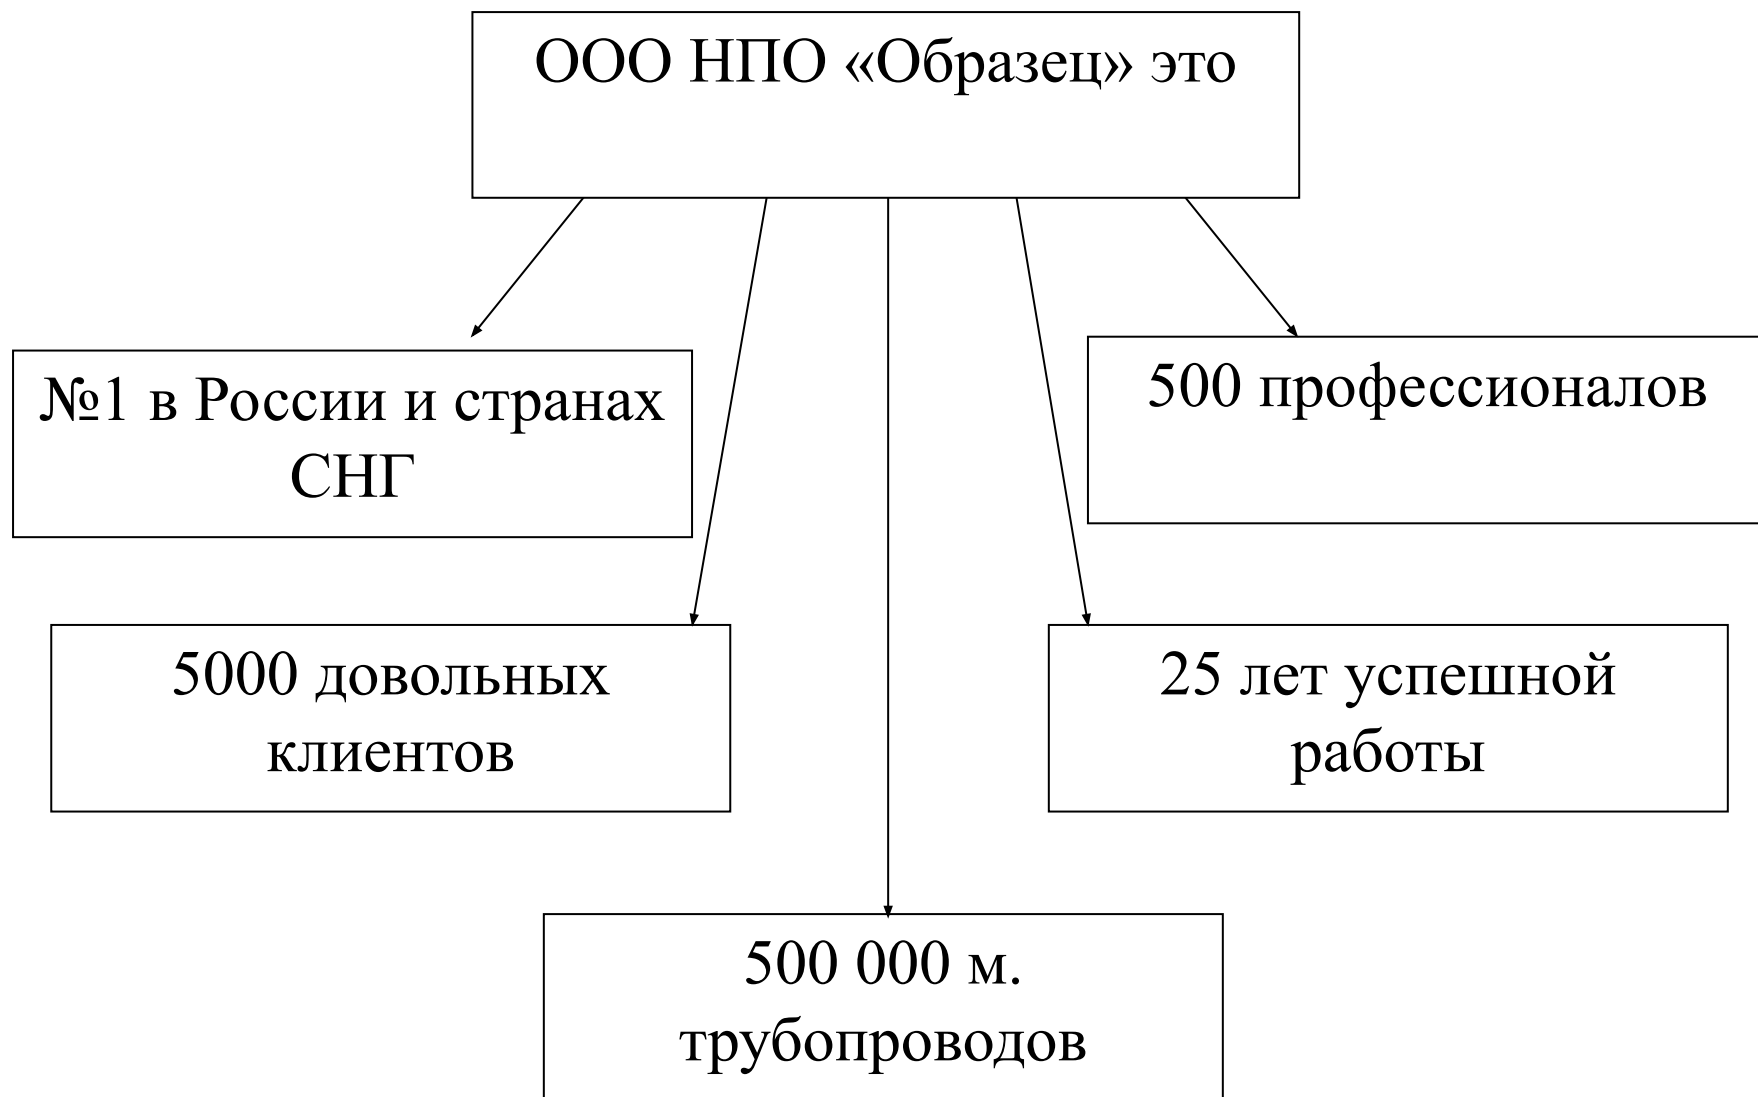 ООО НПО «Образец» это
№1 в России и странах
СНГ
500 профессионалов
5000 довольных
клиентов
25 лет успешной
работы
500 000 м.
трубопроводов